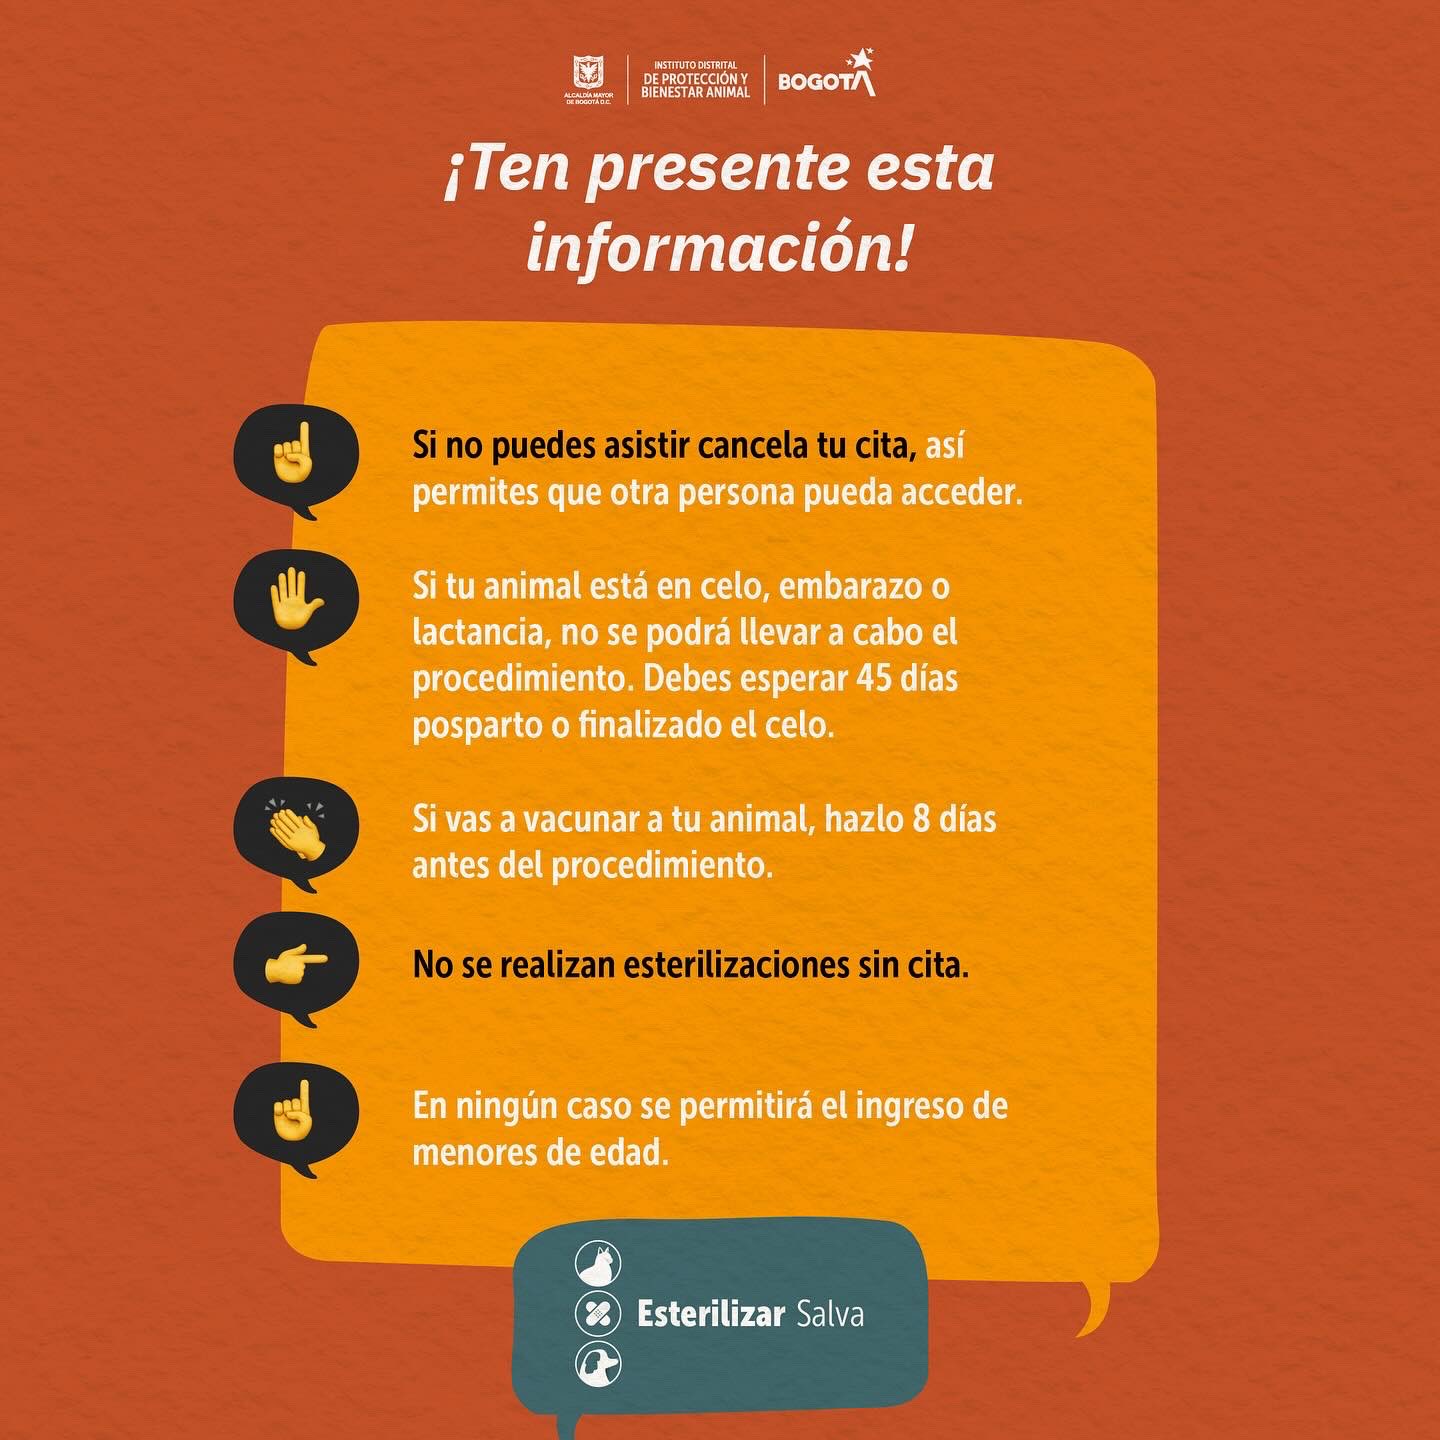 ALCALDÍA MAYOR
DE BOGOTÁ D.C.
INSTITUTO DISTRITAL
DE PROTECCIÓN Y
BIENESTAR ANIMAL
BOGOTÁ
¡Ten presente esta
información!
Si no puedes asistir cancela tu cita, así
permites que otra persona pueda acceder.
Si tu animal está en celo, embarazo o
lactancia, no se podrá llevar a cabo el
procedimiento. Debes esperar 45 días
posparto o finalizado el celo.
Si vas a vacunar a tu animal, hazlo 8 días
antes del procedimiento.
No se realizan esterilizaciones sin cita.
En ningún caso se permitirá el ingreso de
menores de edad.
Esterilizar Salva